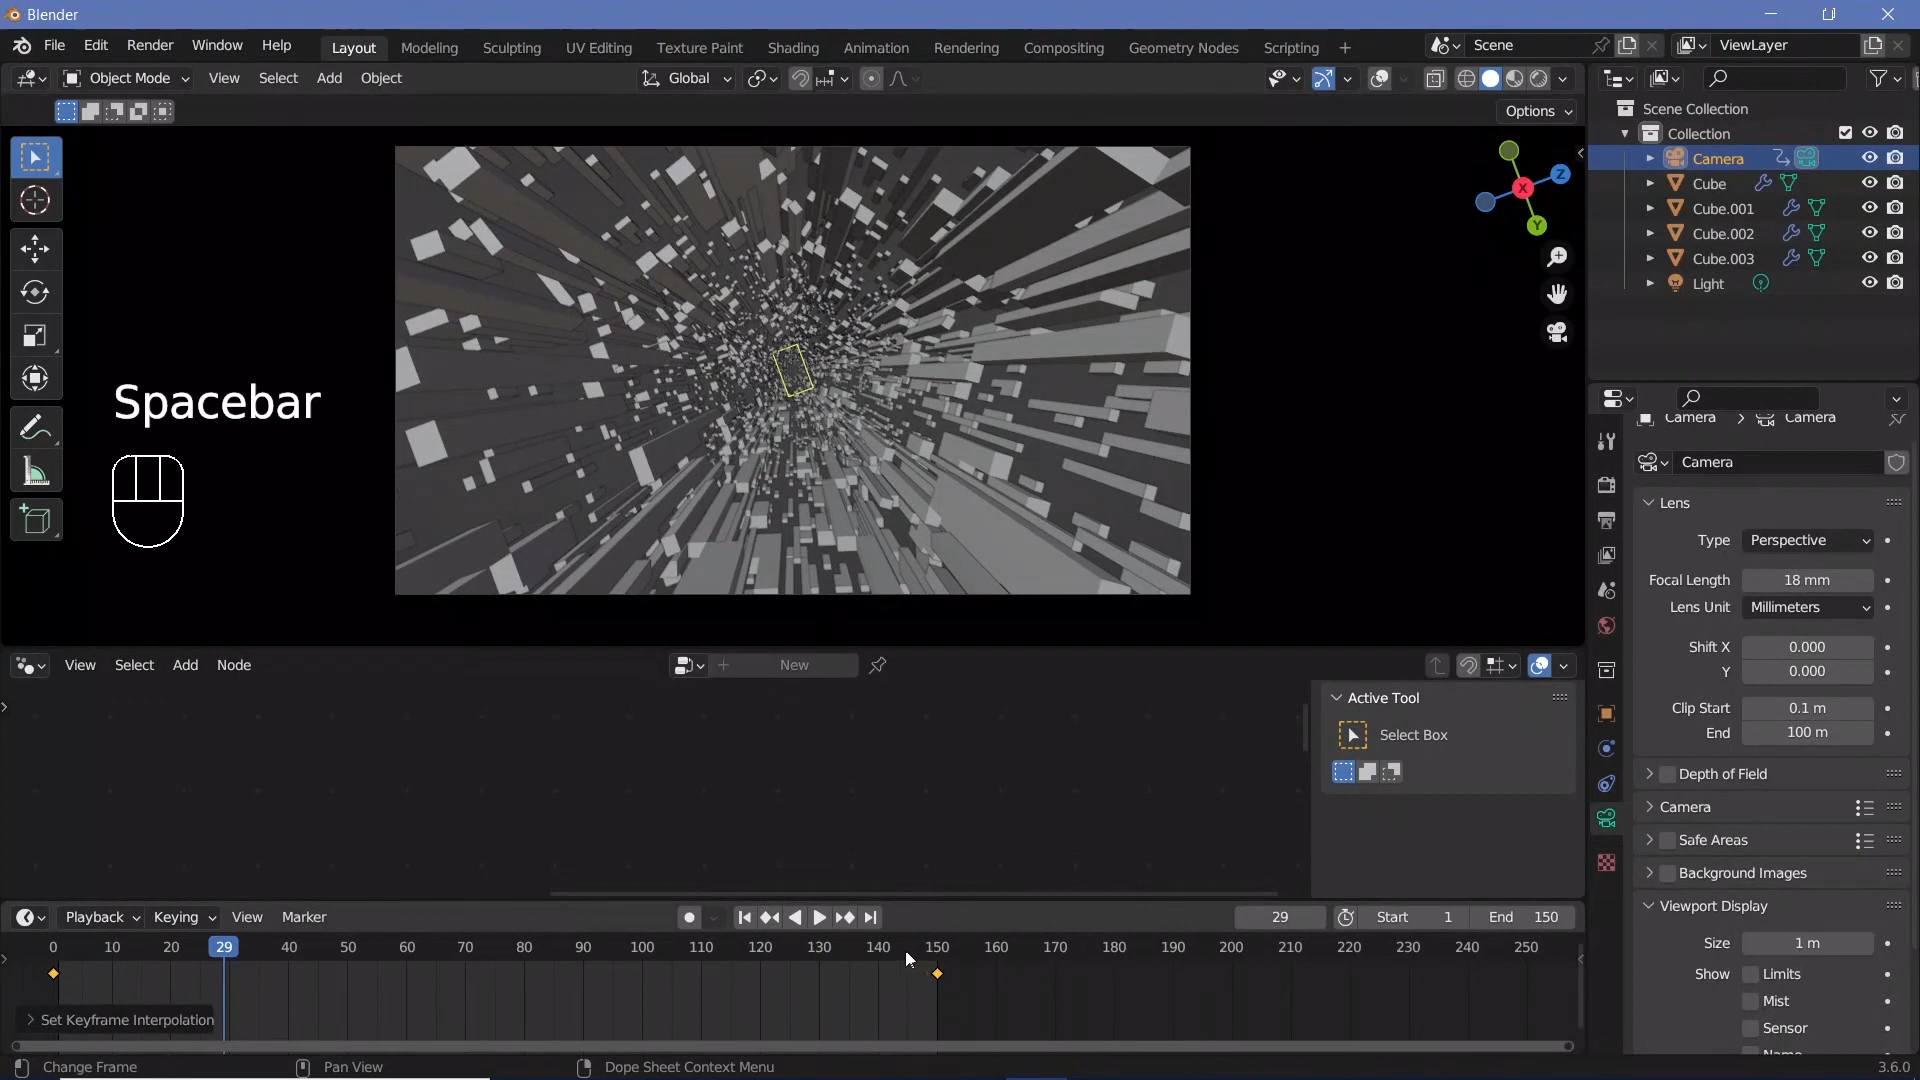 Blender
File Edit Render Window Help
Layout Modeling Sculpting UV Editing Texture Paint Shading Animation Rendering Compositing Geometry Nodes Scripting +
Scene
ViewLayer
Object Mode View Select Add Object
Global
Options
Scene Collection
Collection
Camera
Cube
Cube.001
Cube.002
Cube.003
Light
X
Y
Z
Spacebar
Camera > Camera
Camera
Lens
Type Perspective
Focal Length 18 mm
Lens Unit Millimeters
Shift X 0.000
Y 0.000
Clip Start 0.1 m
End 100 m
Depth of Field
Camera
Safe Areas
Background Images
Viewport Display
Size 1 m
Show Limits
Mist
Sensor
View Select Add Node
New
Active Tool
Select Box
Playback Keying View Marker
29
Start 1 End 150
0 10 20 29 40 50 60 70 80 90 100 110 120 130 140 150 160 170 180 190 200 210 220 230 240 250
Set Keyframe Interpolation
Change Frame
Pan View
Dope Sheet Context Menu
3.6.0